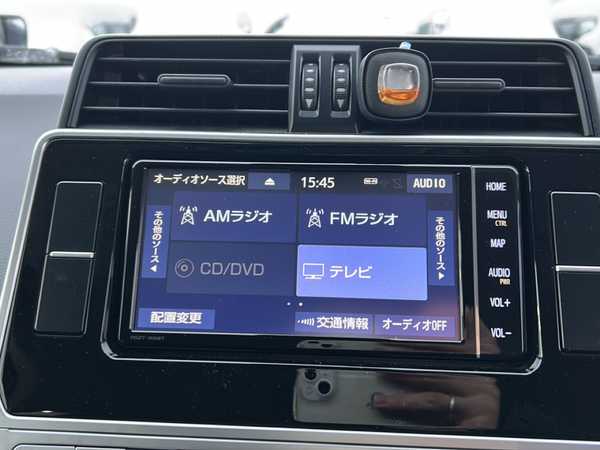 オーディオソース選択
15:45
AUDIO
その他のソース
AMラジオ
FMラジオ
その他のソース
CD/DVD
テレビ
配置変更
交通情報
オーディオOFF
HOME
MENU
CTRL
MAP
AUDIO
PWR
VOL+
VOL-